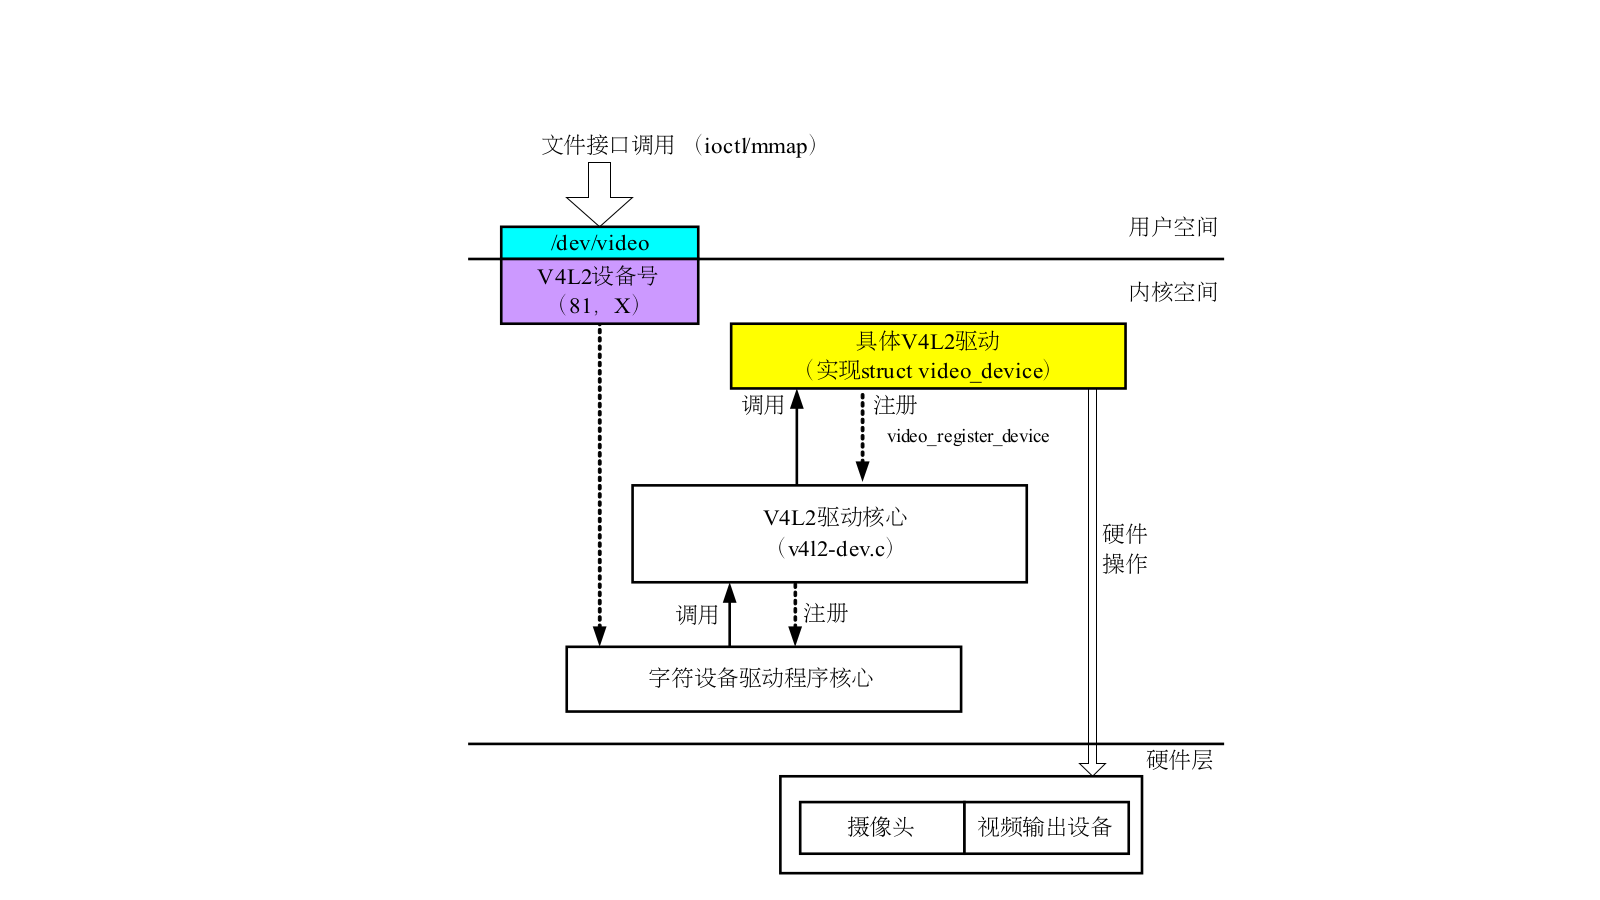 文件接口调用 （ioctl/mmap）
用户空间
/dev/video
V4L2设备号
（81，X）
内核空间
具体V4L2驱动
（实现struct video_device）
调用
注册
video_register_device
V4L2驱动核心
（v4l2-dev.c）
硬件
操作
调用
注册
字符设备驱动程序核心
硬件层
摄像头
视频输出设备